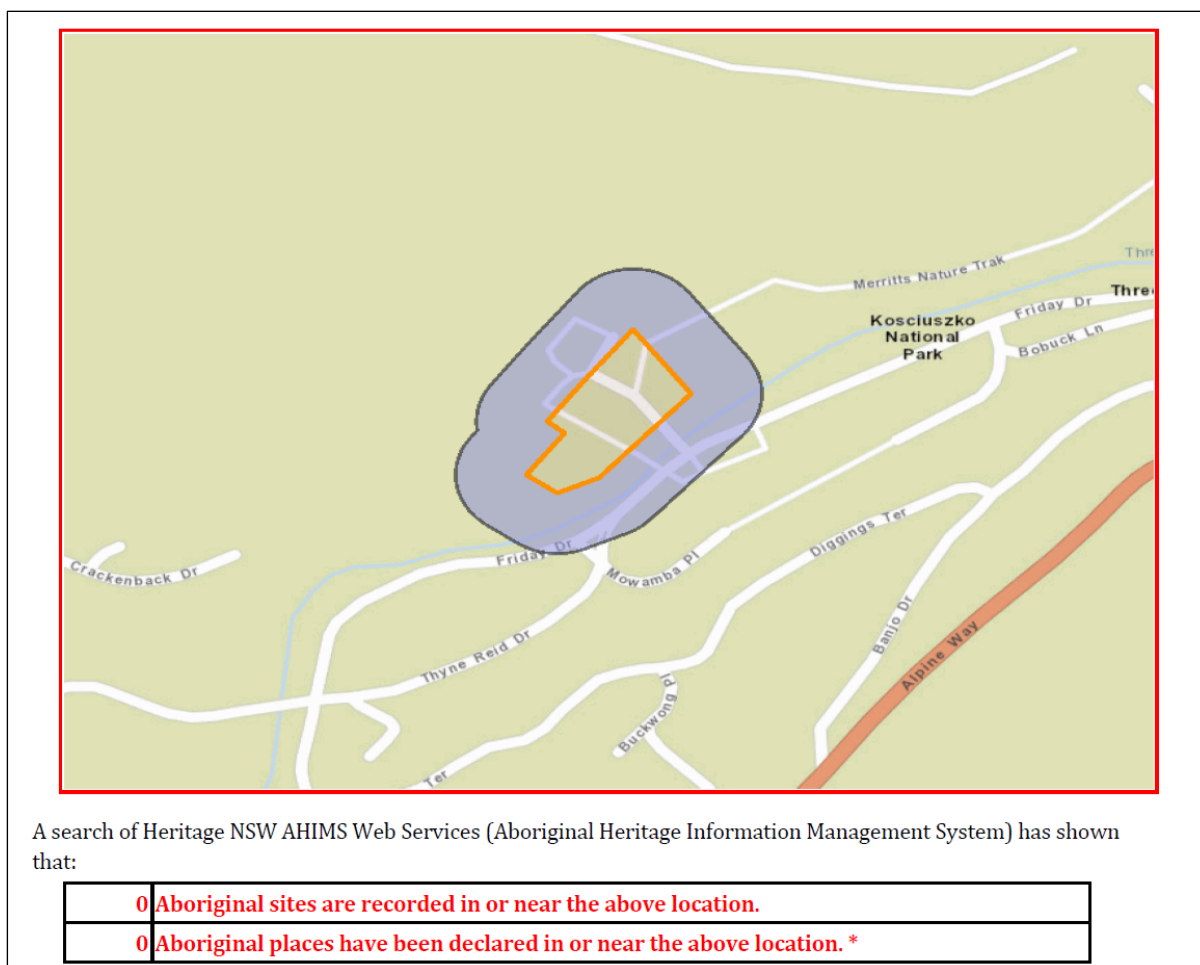 Merritts Nature Trak
Thre
Kosciuszko
National
Park
Friday Dr
Three
Bobuck Ln
Crackenback Dr
Friday Dr
Mowamba Pl
Diggings Ter
Thyne Reid Dr
Banjo Dr
Alpine Way
Buckwong Pl
Ter
A search of Heritage NSW AHIMS Web Services (Aboriginal Heritage Information Management System) has shown
that:
0 Aboriginal sites are recorded in or near the above location.
0 Aboriginal places have been declared in or near the above location. *